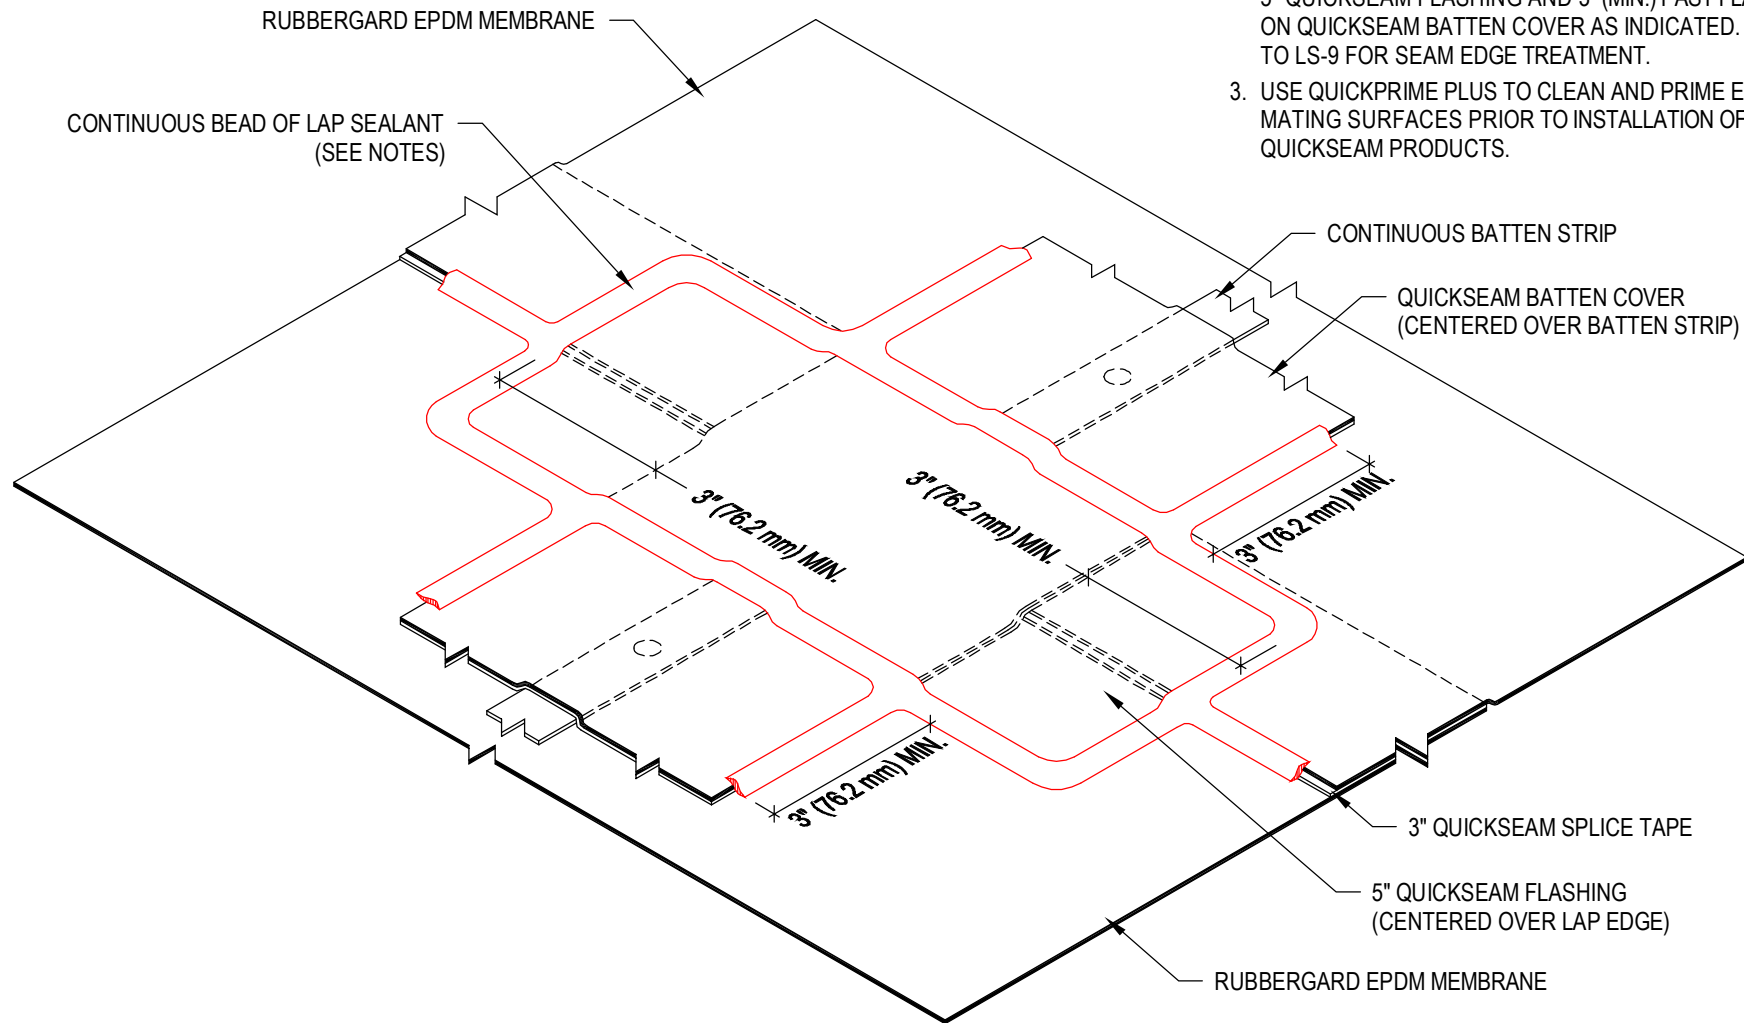 ON QUICKSEAM BATTEN COVER AS INDICATED.
TO LS-9 FOR SEAM EDGE TREATMENT.
3. USE QUICKPRIME PLUS TO CLEAN AND PRIME
MATING SURFACES PRIOR TO INSTALLATION OF
QUICKSEAM PRODUCTS.
RUBBERGARD EPDM MEMBRANE
CONTINUOUS BEAD OF LAP SEALANT
(SEE NOTES)
CONTINUOUS BATTEN STRIP
QUICKSEAM BATTEN COVER
(CENTERED OVER BATTEN STRIP)
3" (76.2 mm) MIN.
3" (76.2 mm) MIN.
3" (76.2 mm) MIN.
3" (76.2 mm) MIN.
3" QUICKSEAM SPLICE TAPE
5" QUICKSEAM FLASHING
(CENTERED OVER LAP EDGE)
RUBBERGARD EPDM MEMBRANE